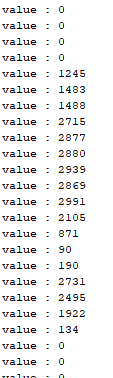 value : 0
value : 0
value : 0
value : 0
value : 1245
value : 1483
value : 1488
value : 2715
value : 2877
value : 2880
value : 2939
value : 2869
value : 2991
value : 2105
value : 871
value : 90
value : 190
value : 2731
value : 2495
value : 1922
value : 134
value : 0
value : 0
value : 0